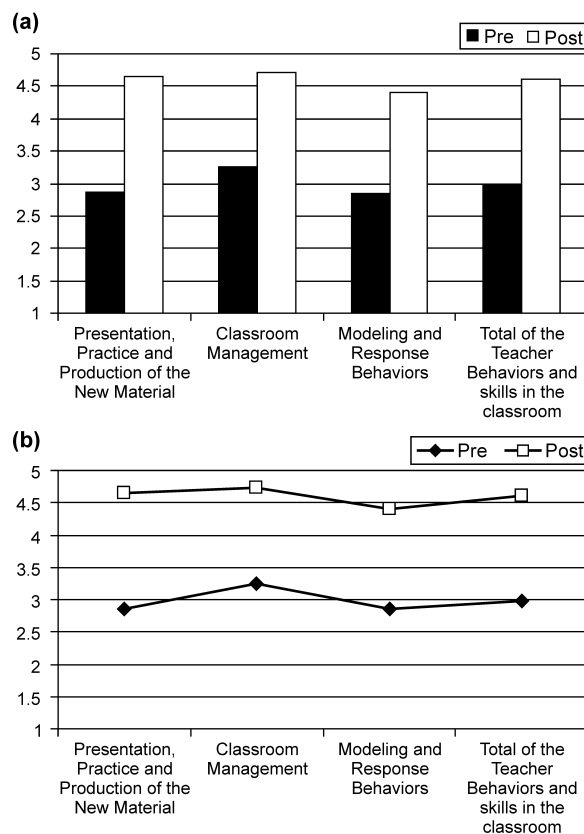 (a)
Pre Post
5
4.5
4
3.5
3
2.5
2
1.5
1
Presentation,
Practice and
Production of the
New Material
Classroom
Management
Modeling and
Response
Behaviors
Total of the
Teacher
Behaviors and
skills in the
classroom
(b)
Pre Post
5
4.5
4
3.5
3
2.5
2
1.5
1
Presentation,
Practice and
Production of the
New Material
Classroom
Management
Modeling and
Response
Behaviors
Total of the
Teacher
Behaviors and
skills in the
classroom